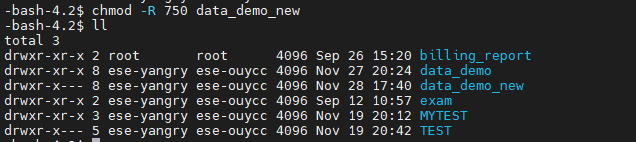 -bash-4.2$ chmod -R 750 data_demo_new
-bash-4.2$ ll
total 3
drwxr-xr-x 2 root       root       4096 Sep 26 15:20 billing_report
drwxr-xr-x 8 ese-yangry ese-ouycc 4096 Nov 27 20:24 data_demo
drwxr-x--- 8 ese-yangry ese-ouycc 4096 Nov 28 17:40 data_demo_new
drwxr-xr-x 2 ese-yangry ese-ouycc 4096 Sep 12 10:57 exam
drwxr-xr-x 3 ese-yangry ese-ouycc 4096 Nov 19 20:12 MYTEST
drwxr-x--- 5 ese-yangry ese-ouycc 4096 Nov 19 20:42 TEST